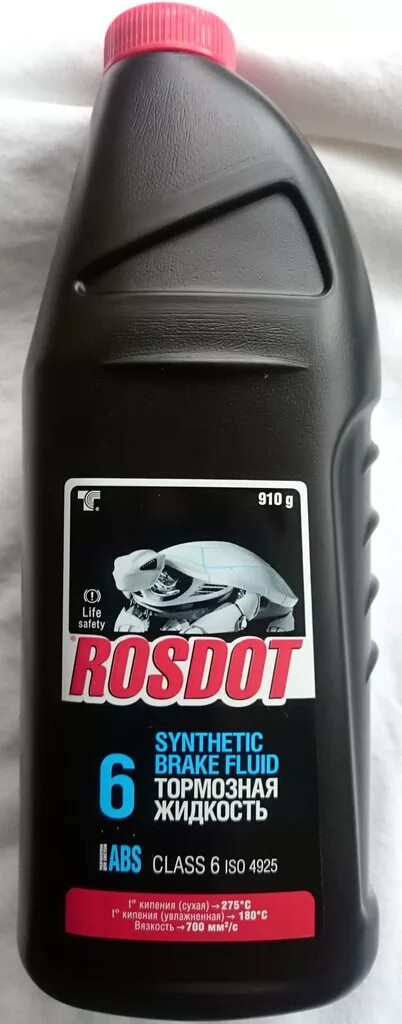 910 g
Life
safety
ROSDOT
6
SYNTHETIC
BRAKE FLUID
ТОРМОЗНАЯ
ЖИДКОСТЬ
ABS
CLASS 6 ISO 4925
t° кипения (сухая) → 275°C
t° кипения (увлажненная) → 180°C
Вязкость → 700 мм²/с